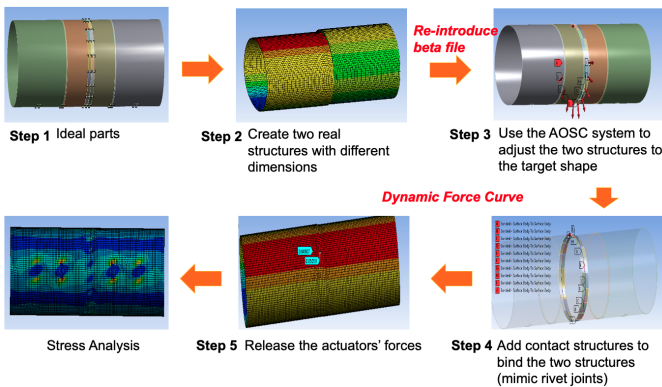 Re-introduce
beta file
Step 1 Ideal parts
Step 2 Create two real
structures with different
dimensions
Step 3 Use the AOSC system to
adjust the two structures to
the target shape
Dynamic Force Curve
Stress Analysis
Step 5 Release the actuators’ forces
Step 4 Add contact structures to
bind the two structures
(mimic rivet joints)